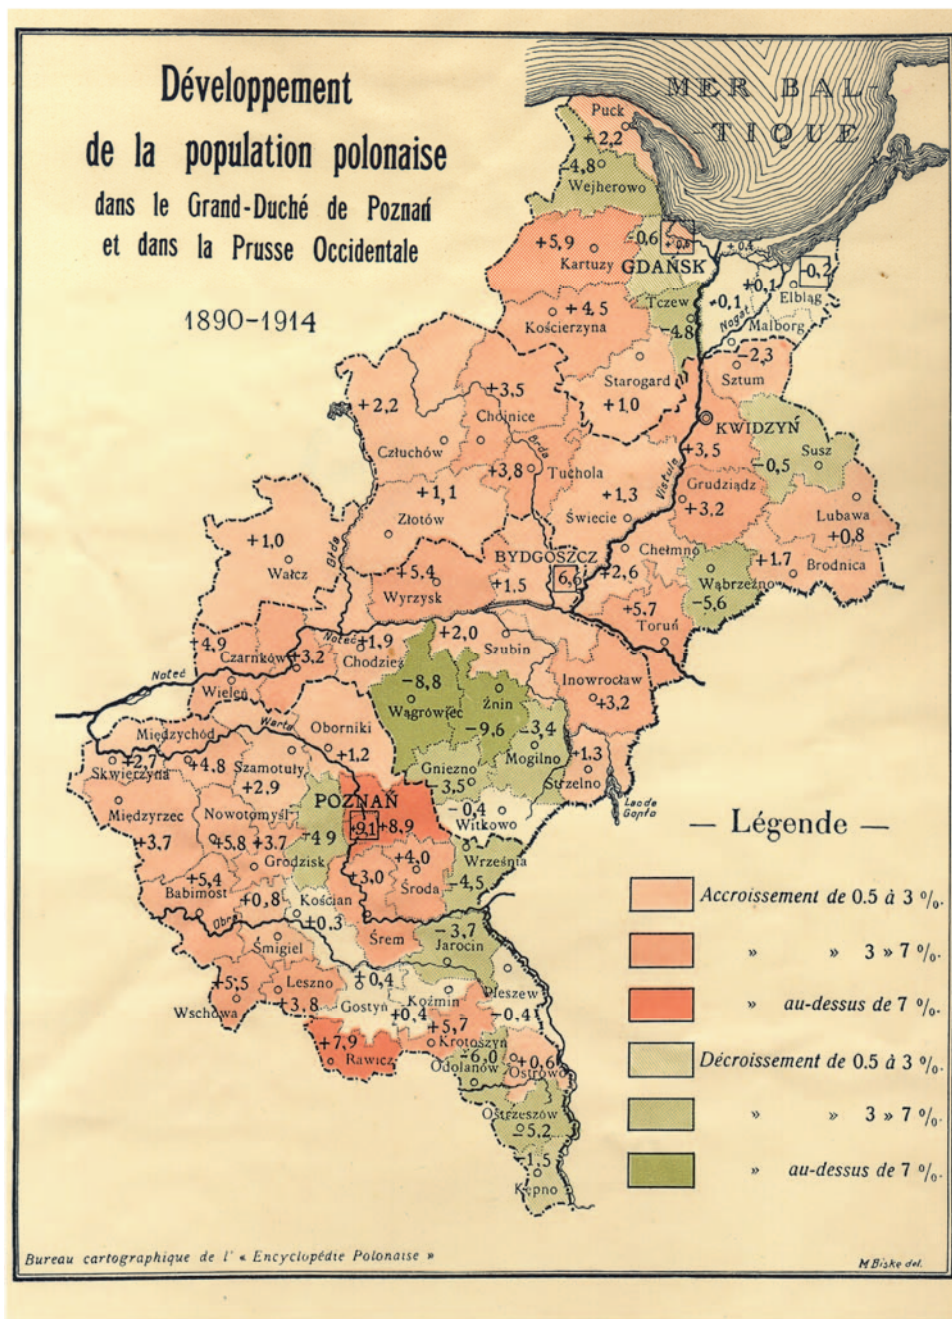 Développement
de la population polonaise
dans le Grand-Duché de Poznań
et dans la Prusse Occidentale
1890-1914
MER BAL-
-TIQUE
Puck
+2,2
-4,8
Wejherowo
+5,9
Kartuzy
-0,6
+0,6
GDAŃSK
+0,4
-0,2
+0,1
Elbląg
+0,1
Nogat
Malborg
Tczew
-4,8
+4,5
Kościerzyna
Starogard
+1,0
-2,3
Sztum
KWIDZYŃ
+3,5
Susz
-0,5
+3,5
Chojnice
+2,2
Człuchów
Brda
+3,8
Tuchola
Vistule
Grudziądz
+3,2
Lubawa
+0,8
+1,1
Złotów
+1,3
Świecie
+1,0
Wałcz
Głda
BYDGOSZCZ
6,6
+1,5
Chełmno
+2,6
Wąbrzeźno
-5,6
+1,7
Brodnica
+5,4
Wyrzysk
+5,7
Toruń
+4,9
Czarnków
+3,2
Noteć
+1,9
Chodzież
+2,0
Szubin
Noteć
Wieleń
-8,8
Wągrówiec
Żnin
-9,6
Inowrocław
+3,2
-3,4
Mogilno
+1,3
Strzelno
Laode
Gopło
Międzychód
Warta
Oborniki
+1,2
Skwierzyna
+2,7
+4,8
Szamotuły
+2,9
Gniezno
-3,5
Międzyrzec
+3,7
Nowotomyśl
+5,8
+3,7
Grodzisk
-4 9
POZNAŃ
+9,1
+8,9
-0,4
Witkowo
Września
-4,5
+4,0
Środa
+3,0
+5,4
Babimost
+0,8
Kościan
+0,3
Obra
Śmigiel
Śrem
-3,7
Jarocin
+5,5
Wschowa
Leszno
+3,8
+0,4
Gostyń
Koźmin
+0,4
Pleszew
-0,4
+5,7
Krotoszyn
+7,9
Rawicz
-6,0
Odolanów
+0,6
Ostrowo
Ostrzeszów
-5,2
-1,5
Kępno
— Légende —
Accroissement de 0.5 à 3 %.
» » 3 » 7 %.
» au-dessus de 7 %.
Décroissement de 0.5 à 3 %.
» » 3 » 7 %.
» au-dessus de 7 %.
Bureau cartographique de l' « Encyclopédie Polonaise »
M Biske del.